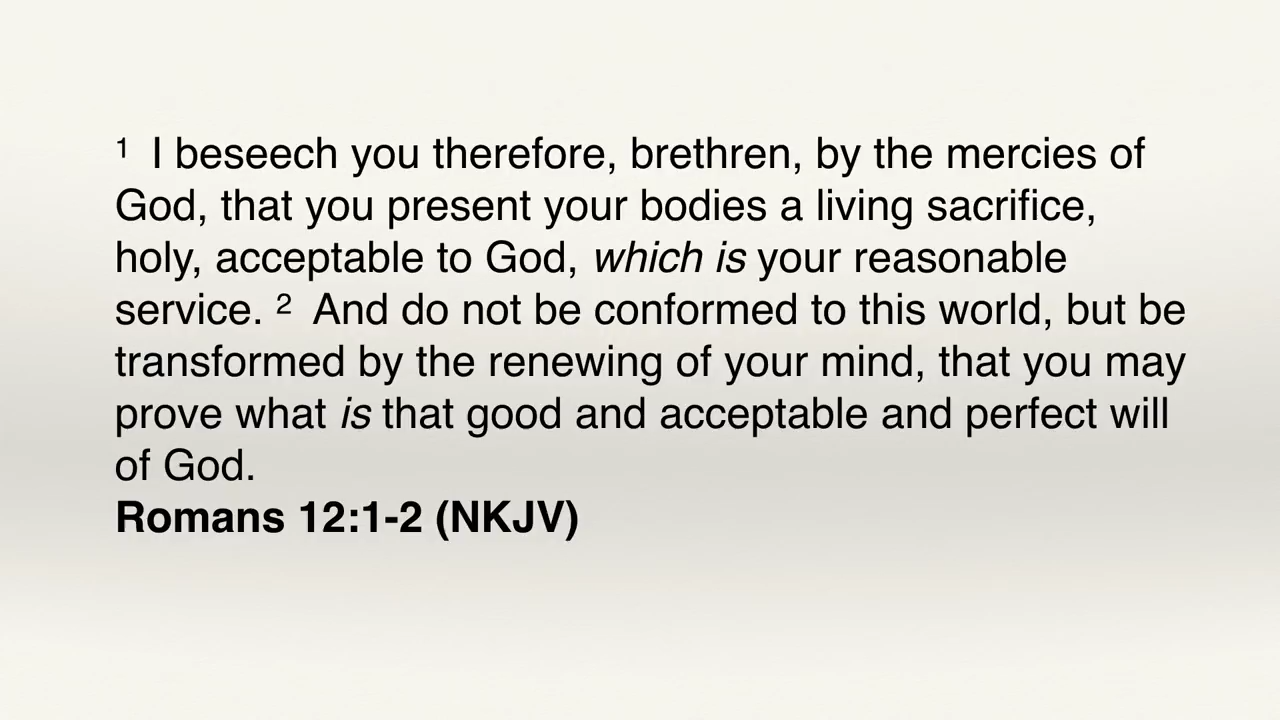 1 I beseech you therefore, brethren, by the mercies of
God, that you present your bodies a living sacrifice,
holy, acceptable to God, which is your reasonable
service. 2 And do not be conformed to this world, but be
transformed by the renewing of your mind, that you may
prove what is that good and acceptable and perfect will
of God.
Romans 12:1-2 (NKJV)